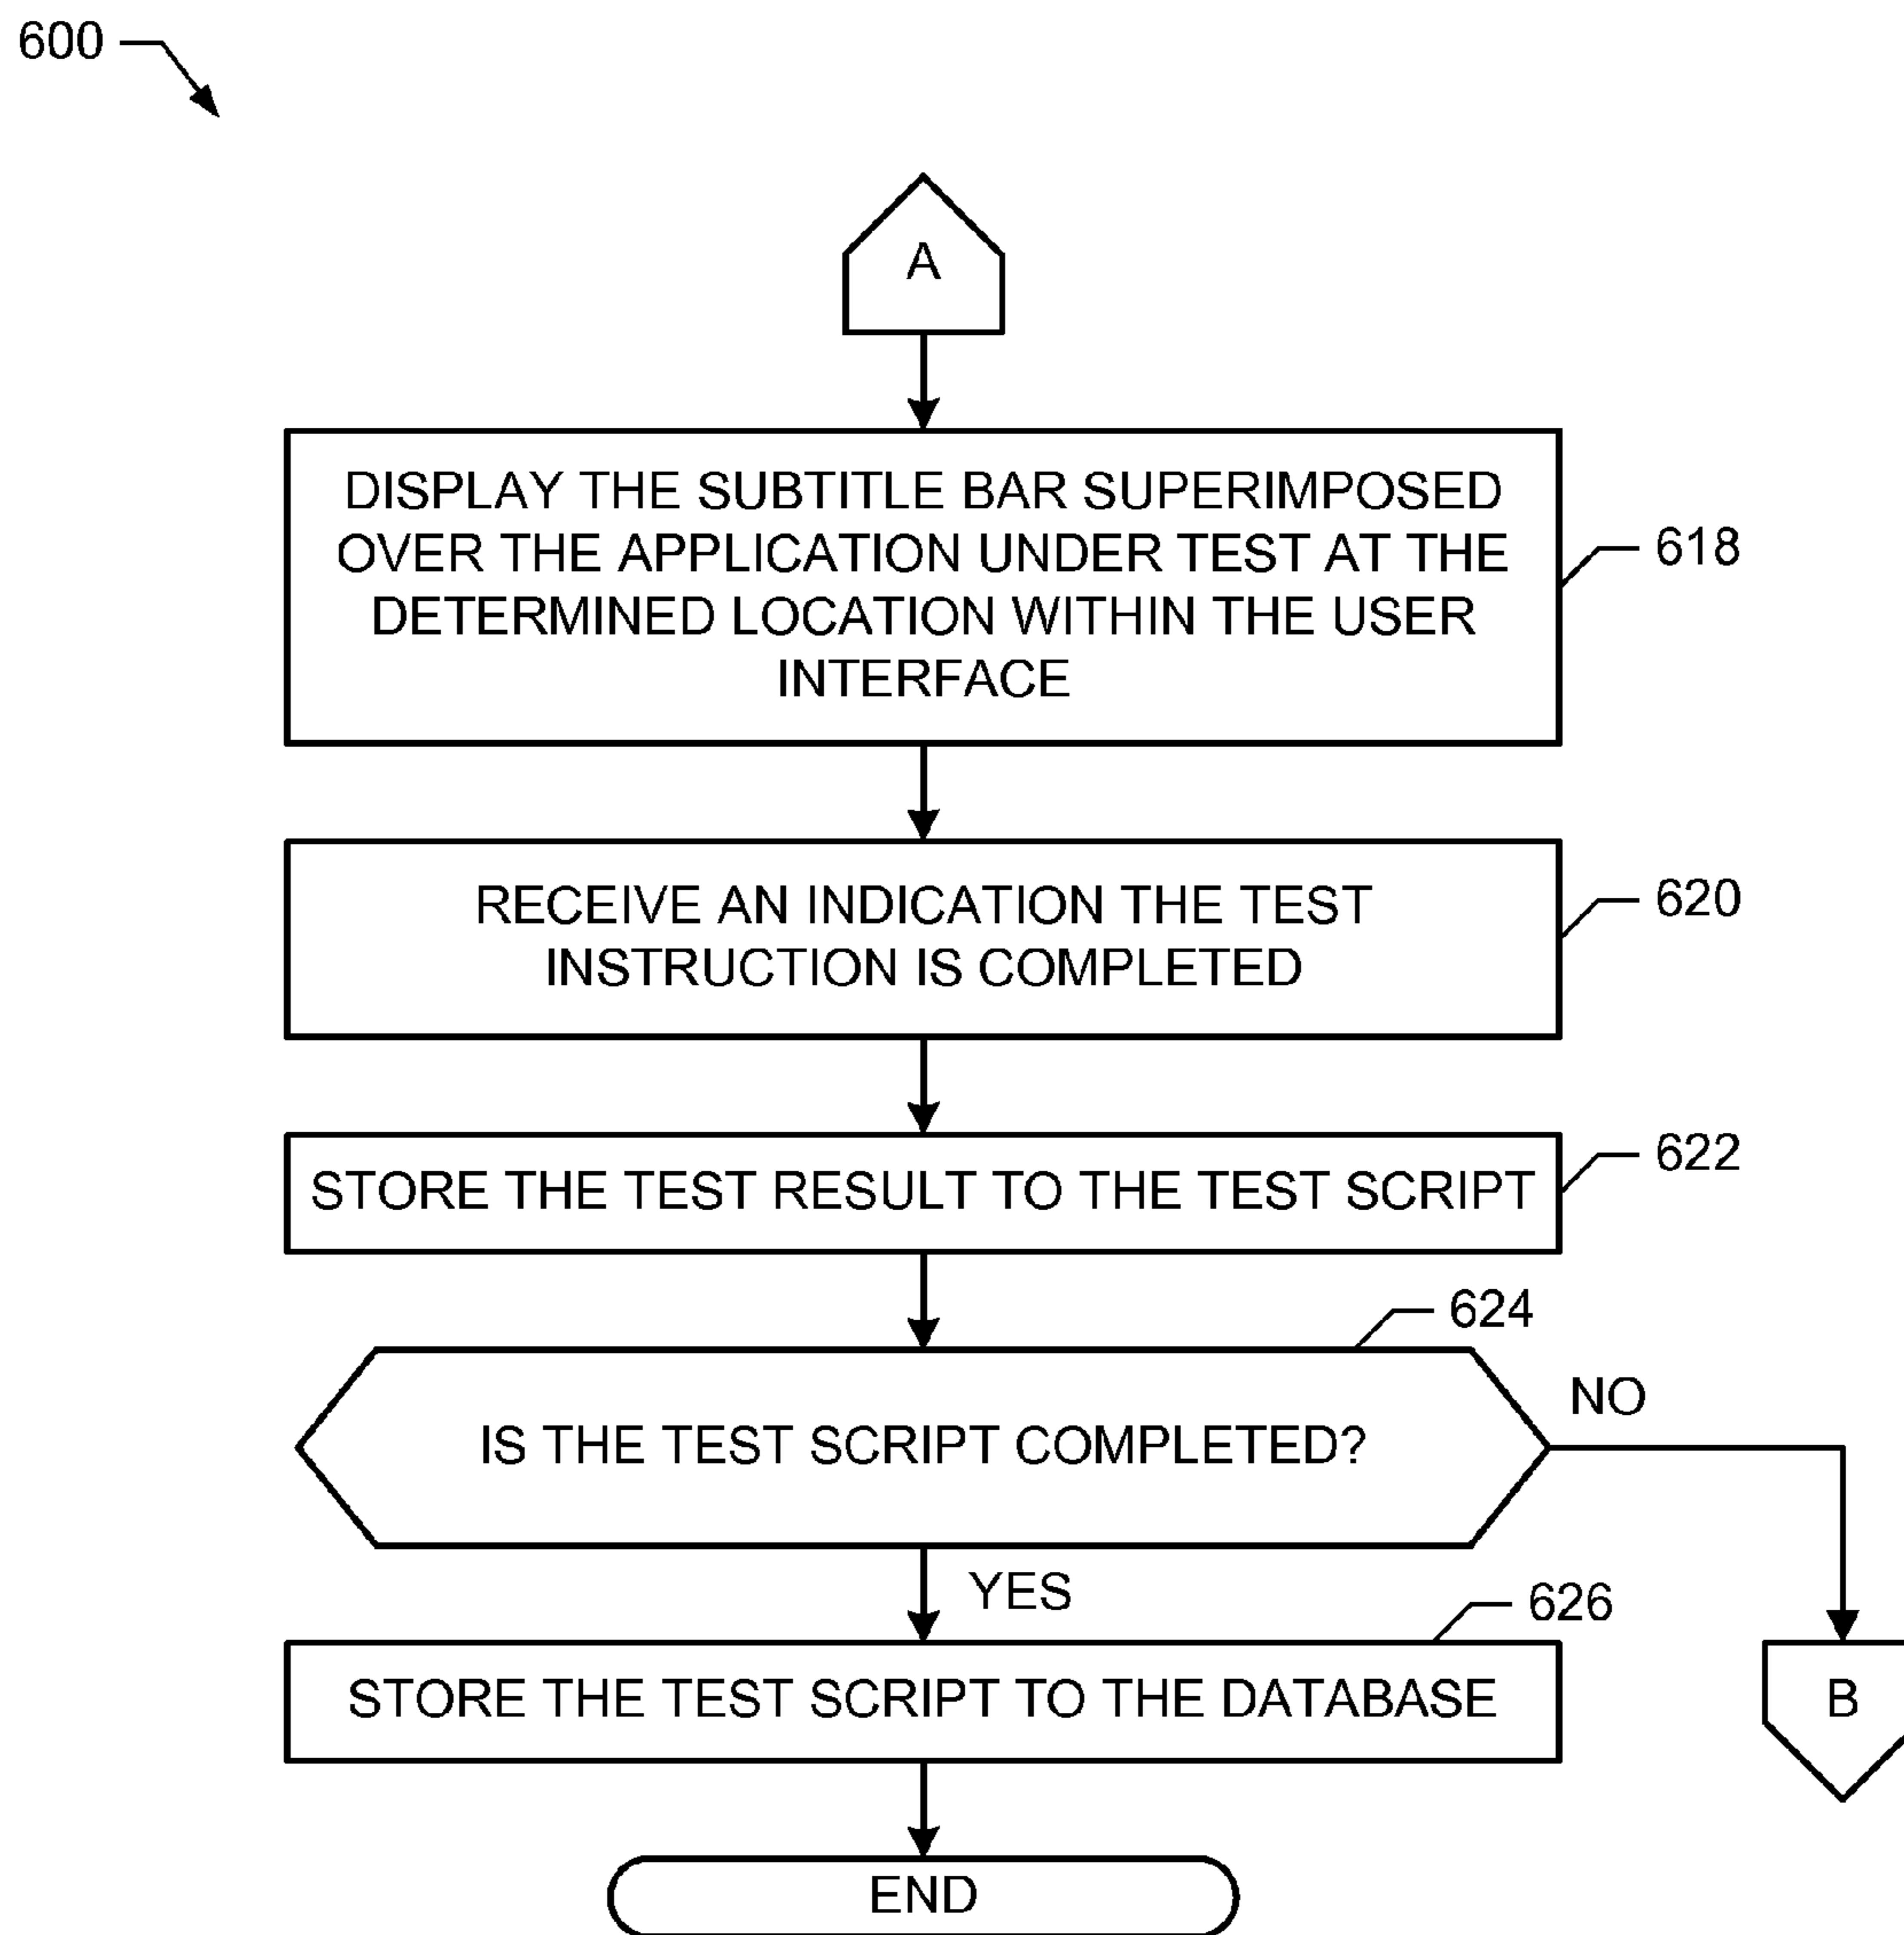 600
A
DISPLAY THE SUBTITLE BAR SUPERIMPOSED
OVER THE APPLICATION UNDER TEST AT THE
DETERMINED LOCATION WITHIN THE USER
INTERFACE
618
RECEIVE AN INDICATION THE TEST
INSTRUCTION IS COMPLETED
620
STORE THE TEST RESULT TO THE TEST SCRIPT
622
624
IS THE TEST SCRIPT COMPLETED?
NO
YES
626
STORE THE TEST SCRIPT TO THE DATABASE
B
END